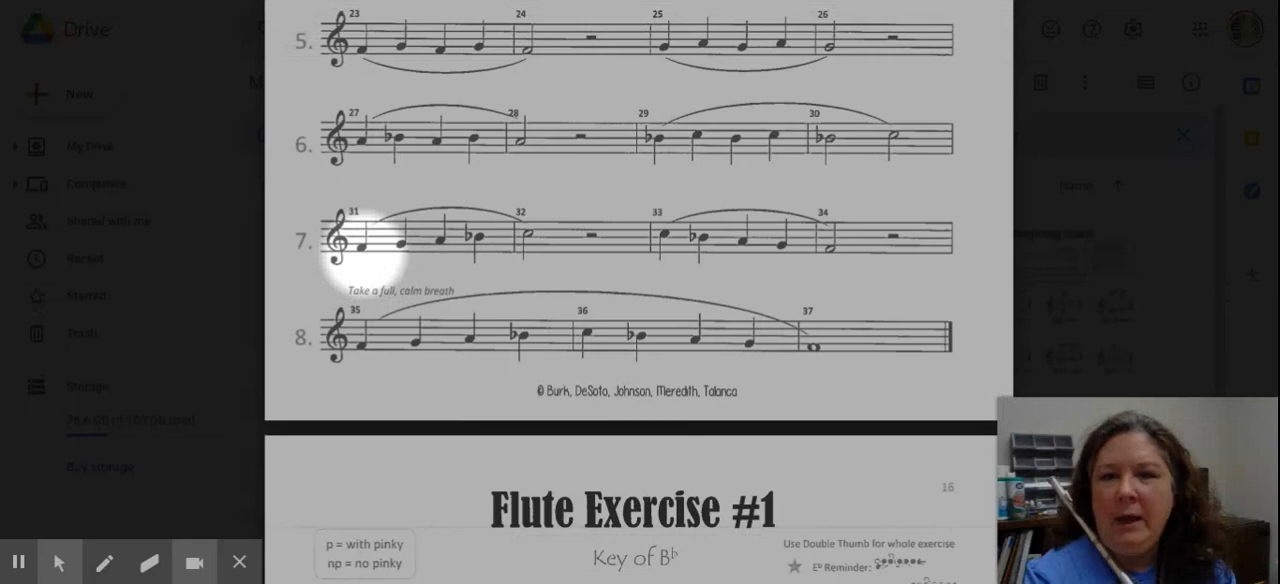 23 24 25 26
5.
Drive
New
27 28 29 30
6.
My Drive
Computers
Shared with me
31 32 33 34
7.
Name
Recent
Take a full, calm breath
Starred
35 36 37
8.
Trash
Storage
© Burk, DeSoto, Johnson, Meredith, Talanca
Buy storage
16
Flute Exercise #1
p = with pinky
np = no pinky
Key of B♭
Use Double Thumb for whole exercise
E♭ Reminder: